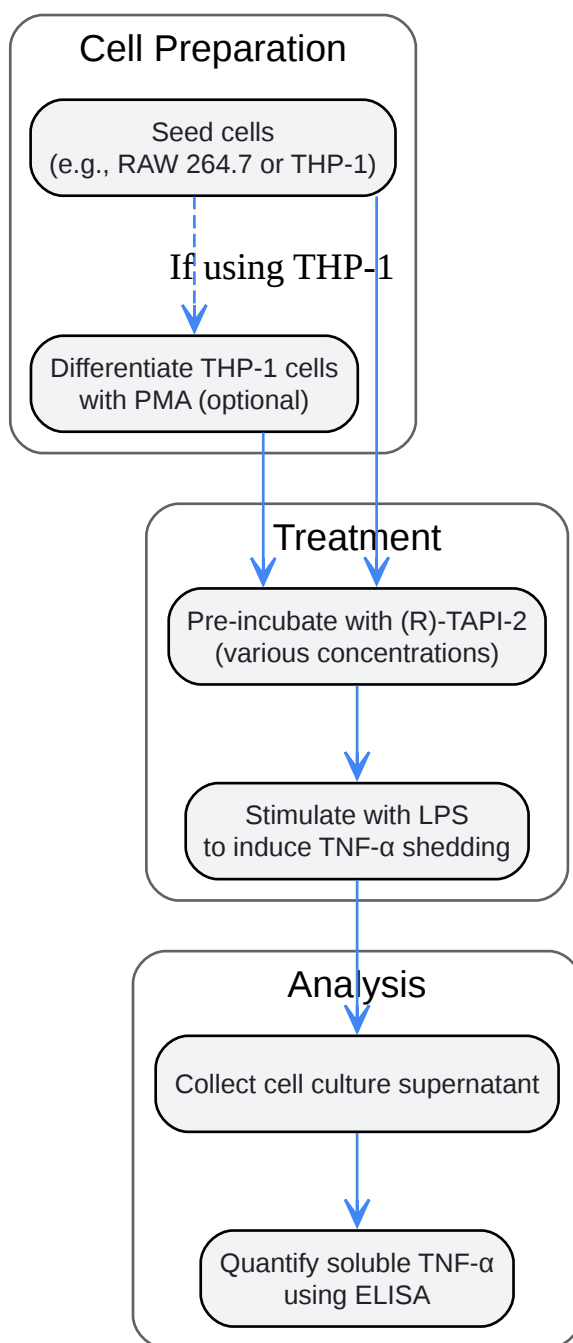 Cell Preparation
Seed cells
(e.g., RAW 264.7 or THP-1)
If using THP-1
Differentiate THP-1 cells
with PMA (optional)
Treatment
Pre-incubate with (R)-TAPI-2
(various concentrations)
Stimulate with LPS
to induce TNF-α shedding
Analysis
Collect cell culture supernatant
Quantify soluble TNF-α
using ELISA